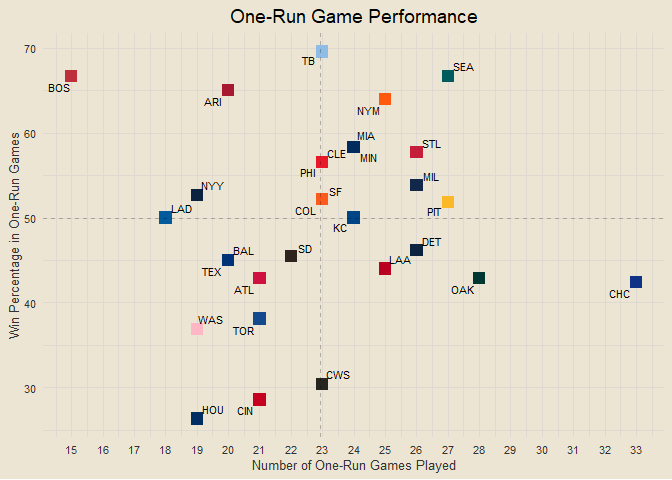 One-Run Game Performance
70
TB
SEA
BOS
ARI
NYM
60
MIA
MIN
STL
CLE
PHI
NYY
MIL
SF
COL
PIT
LAD
50
KC
DET
BAL
SD
TEX
LAA
ATL
OAK
CHC
40
WAS
TOR
CWS
30
HOU
CIN
15 16 17 18 19 20 21 22 23 24 25 26 27 28 29 30 31 32 33
Number of One-Run Games Played
Win Percentage in One-Run Games